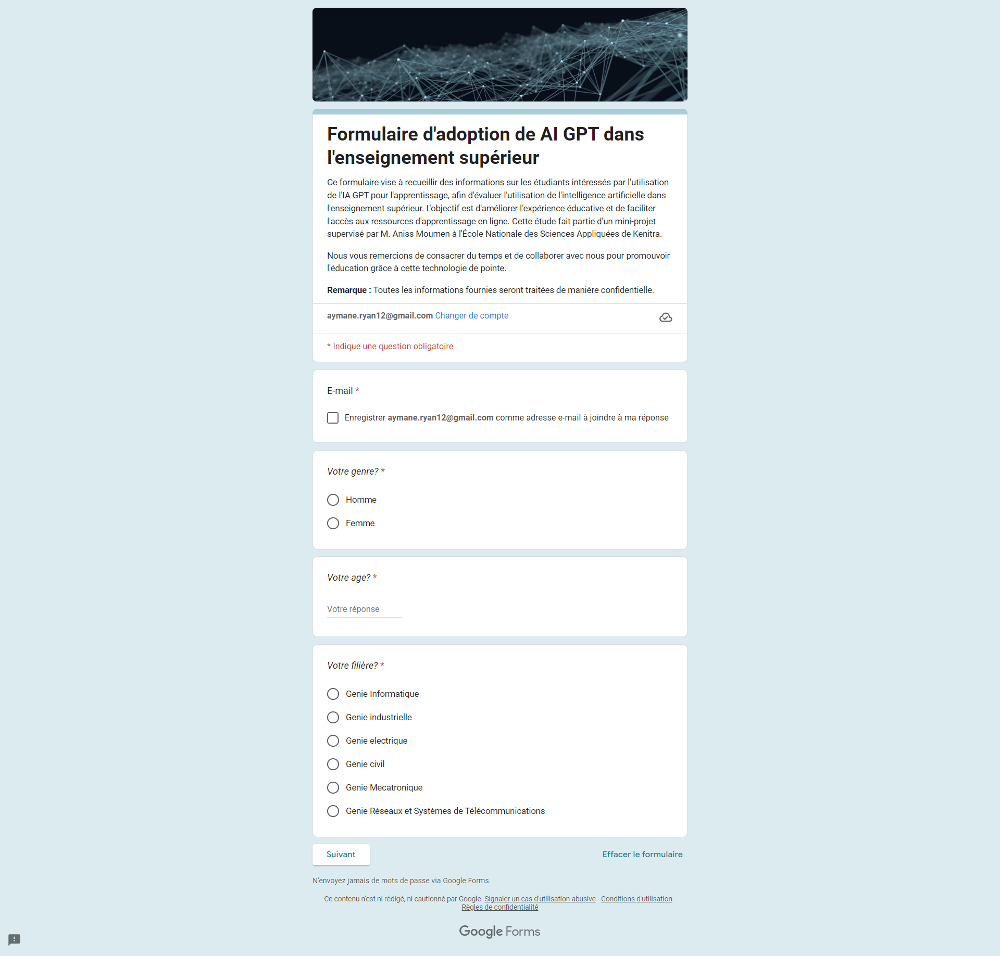 Formulaire d'adoption de AI GPT dans
l'enseignement supérieur
Ce formulaire vise à recueillir des informations sur les étudiants intéressés par l'utilisation
de l'IA GPT pour l'apprentissage, afin d'évaluer l'utilisation de l'intelligence artificielle dans
l'enseignement supérieur. L'objectif est d'améliorer l'expérience éducative et de faciliter
l'accès aux ressources d'apprentissage en ligne. Cette étude fait partie d'un mini-projet
supervisé par M. Aniss Moumen à l'École Nationale des Sciences Appliquées de Kenitra.
Nous vous remercions de consacrer du temps et de collaborer avec nous pour promouvoir
l'éducation grâce à cette technologie de pointe.
Remarque : Toutes les informations fournies seront traitées de manière confidentielle.
aymane.ryan12@gmail.com Changer de compte
* Indique une question obligatoire
E-mail *
Enregistrer aymane.ryan12@gmail.com comme adresse e-mail à joindre à ma réponse
Votre genre? *
Homme
Femme
Votre age? *
Votre réponse
Votre filière? *
Genie Informatique
Genie industrielle
Genie electrique
Genie civil
Genie Mecatronique
Genie Réseaux et Systèmes de Télécommunications
Suivant
Effacer le formulaire
N'envoyez jamais de mots de passe via Google Forms.
Ce contenu n'est ni rédigé, ni cautionné par Google. Signaler un cas d'utilisation abusive - Conditions d'utilisation -
Règles de confidentialité
Google Forms